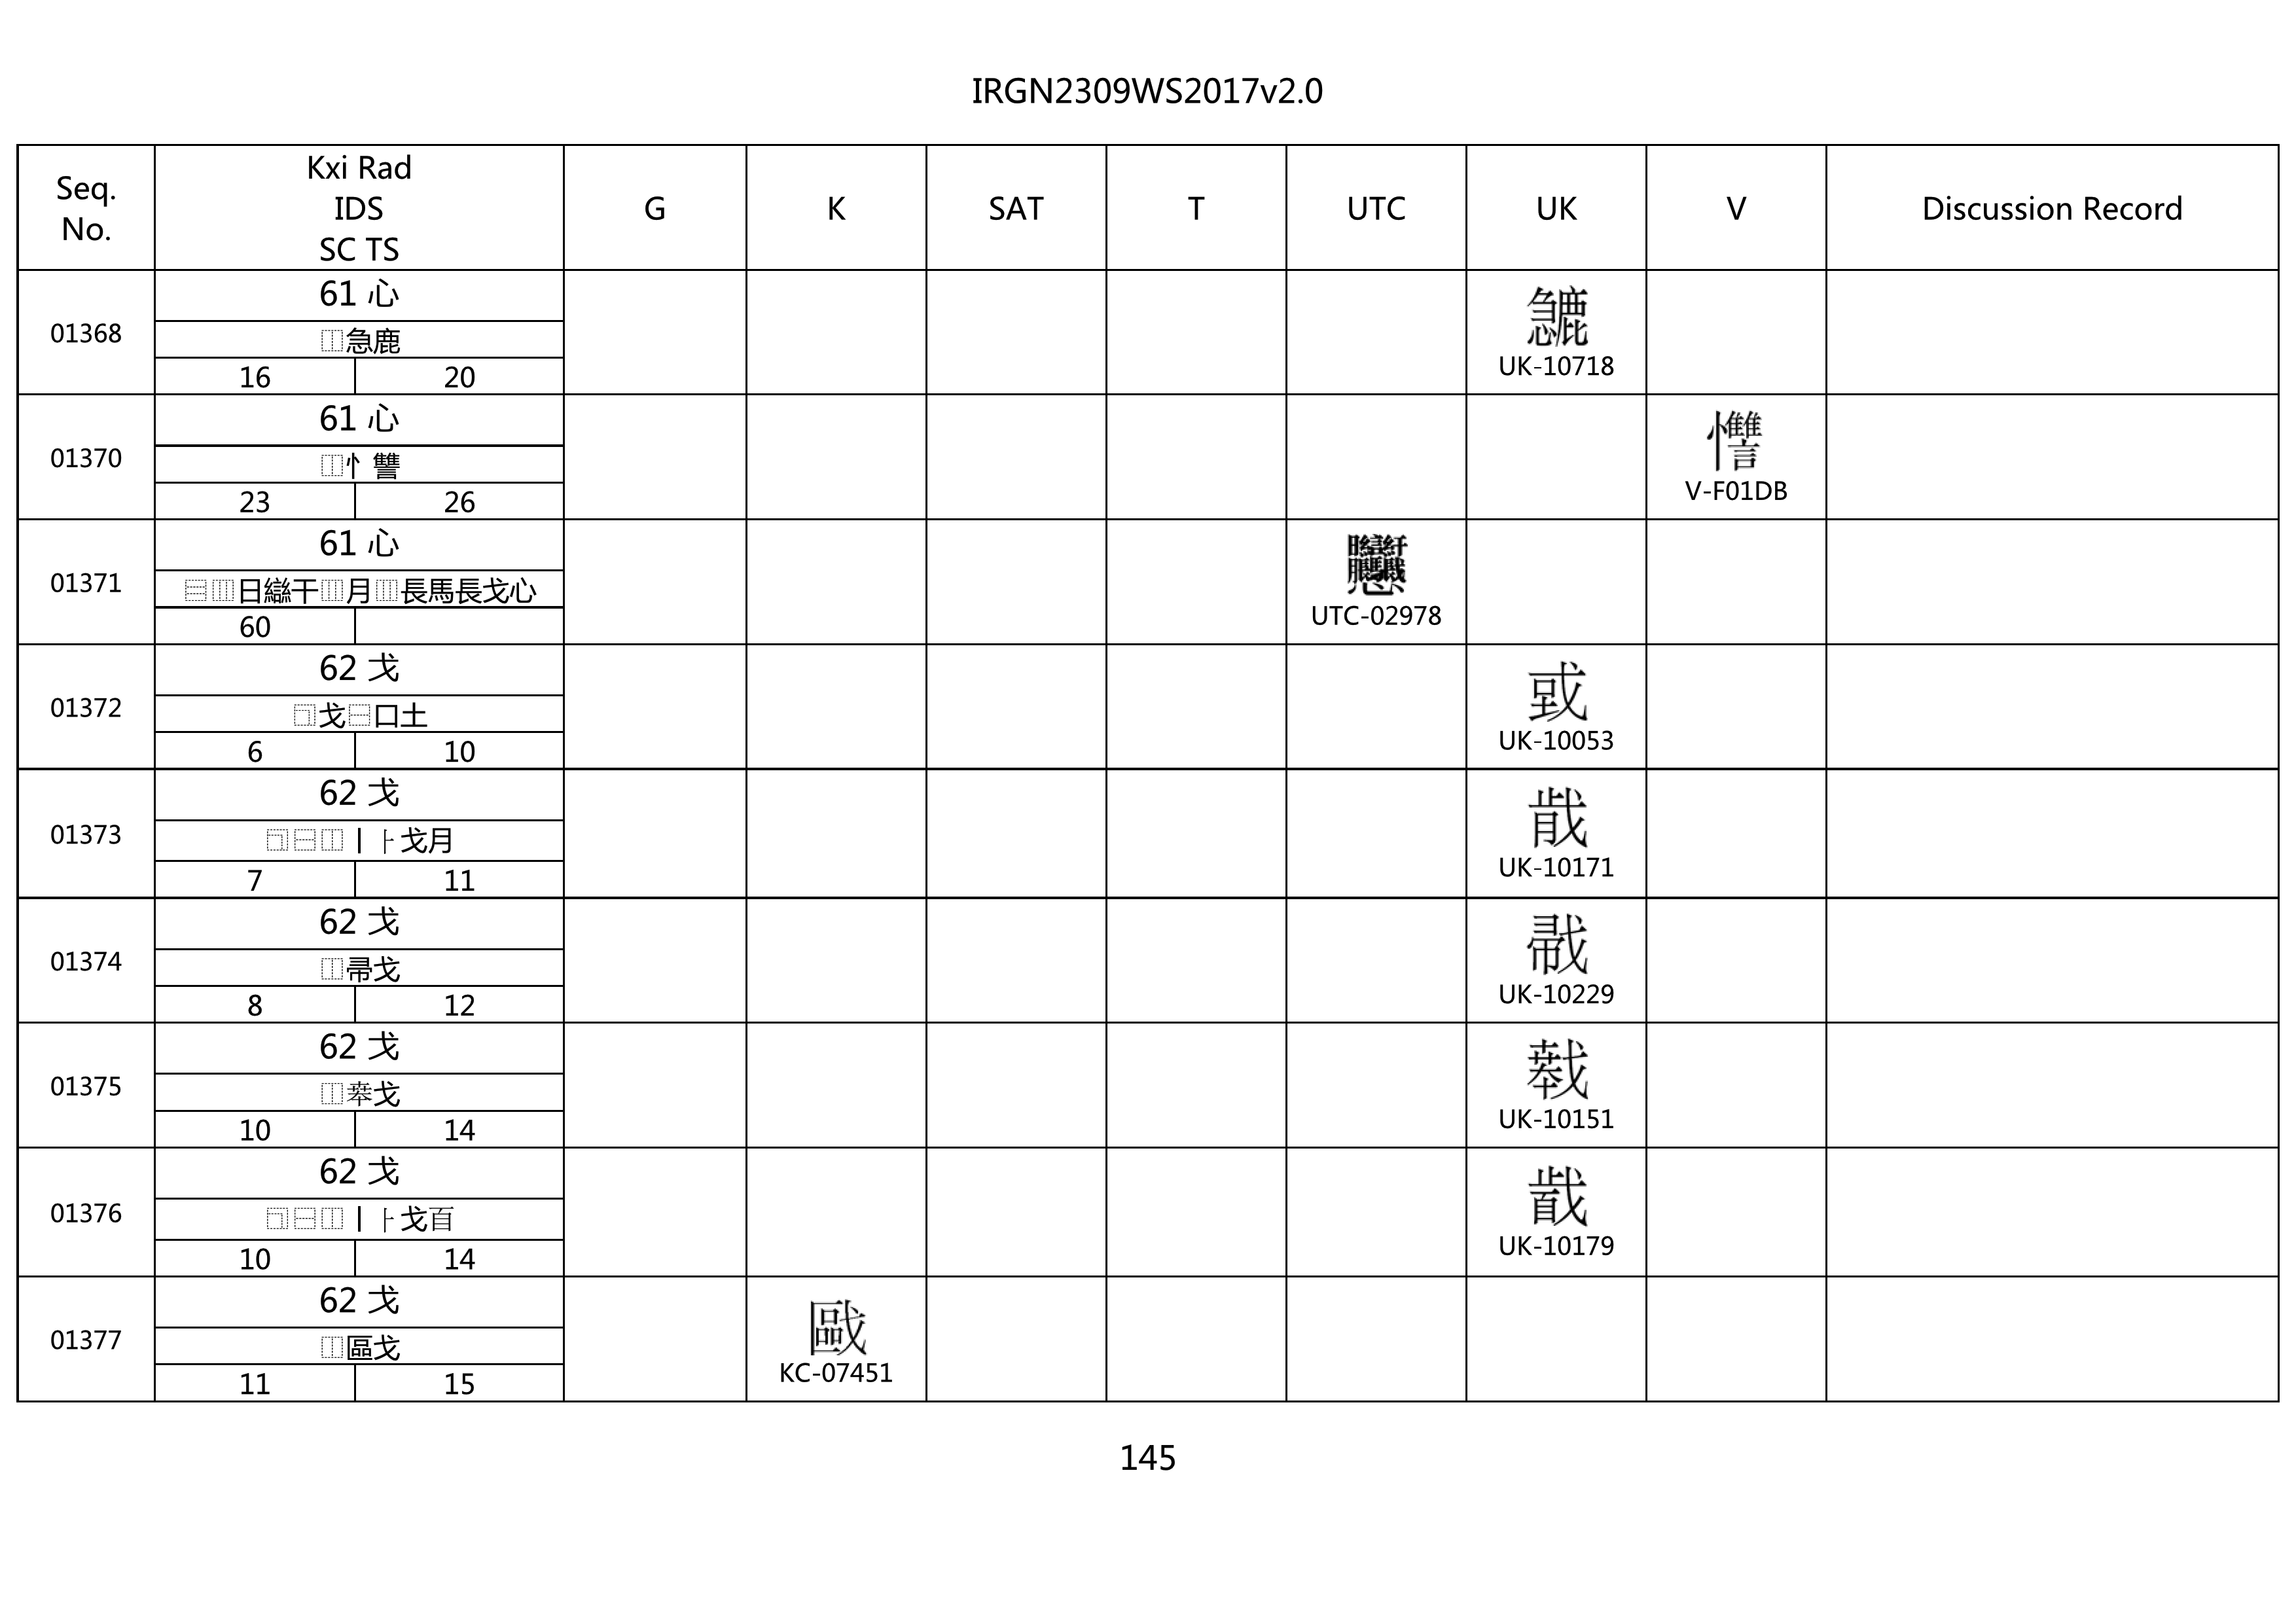 IRGN2309WS2017v2.0
Seq. No. Kxi Rad IDS SC TS G K SAT T UTC UK V Discussion Record
01368
61 心
⿰急鹿
16 20
UK-10718
01370
61 心
⿰忄讐
23 26
V-F01DB
01371
61 心
⿳⿲日䜌干⿲月⿲長馬長戈心
60
UTC-02978
01372
62 戈
⿹戈⿱口土
6 10
UK-10053
01373
62 戈
⿹⿱⿰丨⺊戈月
7 11
UK-10171
01374
62 戈
⿰帚戈
8 12
UK-10229
01375
62 戈
10 14
UK-10151
01376
62 戈
⿹⿱⿰丨⺊戈百
10 14
UK-10179
01377
62 戈
⿰區戈
11 15
KC-07451
145